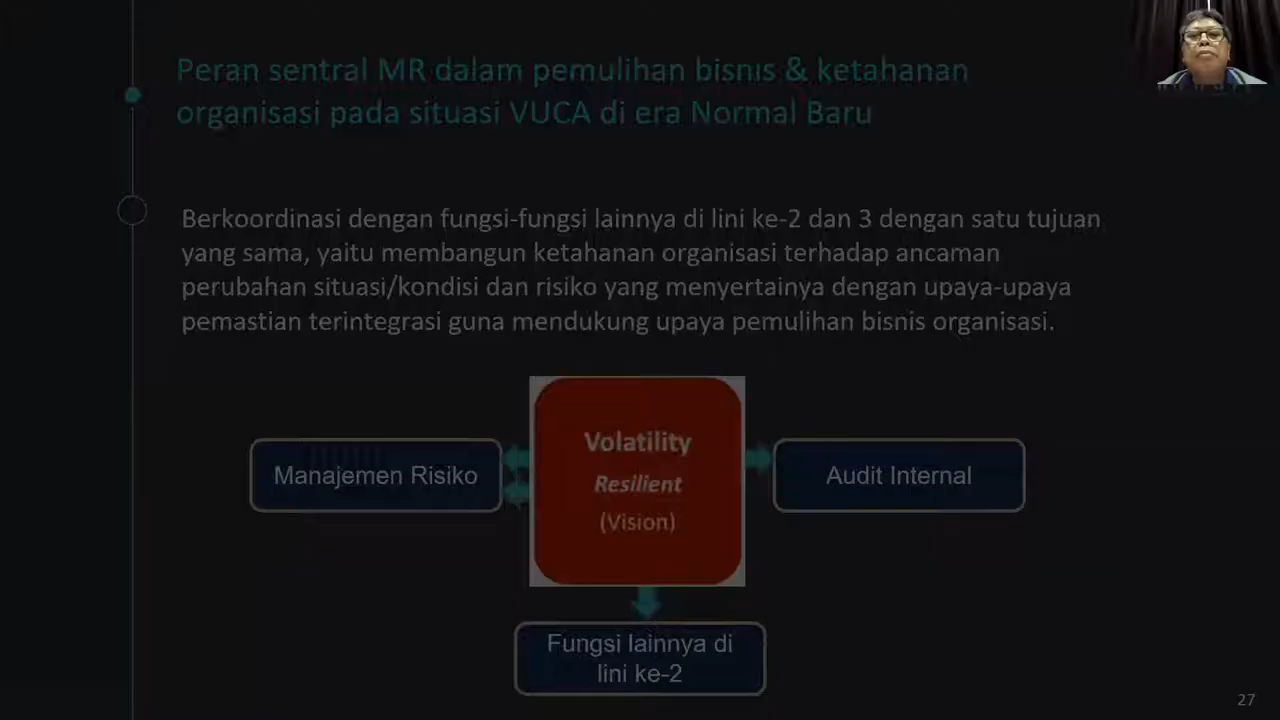 Peran sentral MR dalam pemulihan bisnis & ketahanan
organisasi pada situasi VUCA di era Normal Baru
Berkoordinasi dengan fungsi-fungsi lainnya di lini ke-2 dan 3 dengan satu tujuan
yang sama, yaitu membangun ketahanan organisasi terhadap ancaman
perubahan situasi/kondisi dan risiko yang menyertainya dengan upaya-upaya
pemastian terintegrasi guna mendukung upaya pemulihan bisnis organisasi.
Volatility
Resilient
(Vision)
Manajemen Risiko
Audit Internal
Fungsi lainnya di
lini ke-2
27